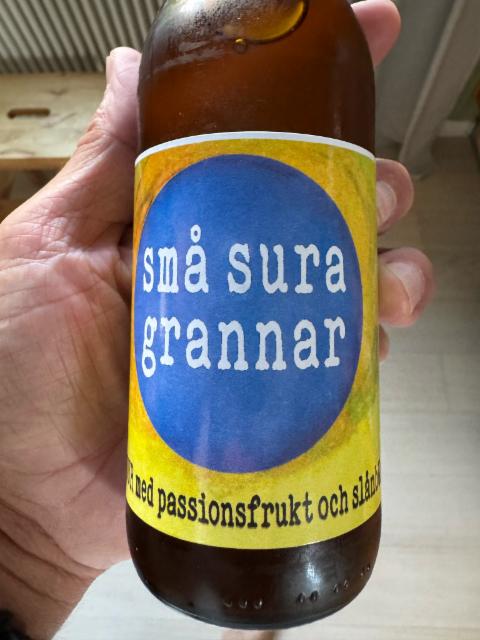 små sura
grannar
med passionsfrukt och